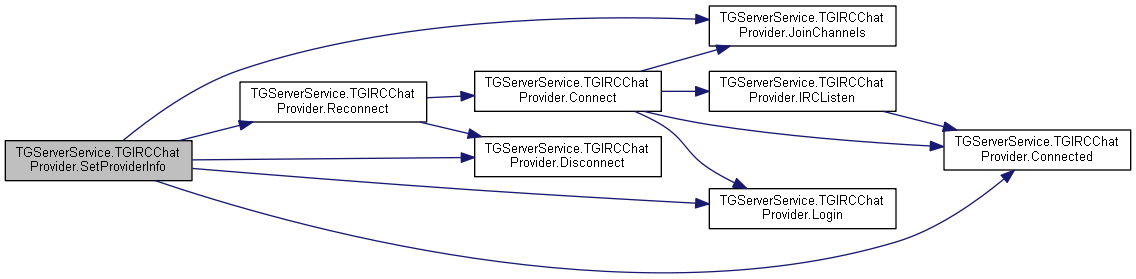 TGServerService.TGIRCChat
Provider.SetProviderInfo
TGServerService.TGIRCChat
Provider.Reconnect
TGServerService.TGIRCChat
Provider.Connect
TGServerService.TGIRCChat
Provider.Disconnect
TGServerService.TGIRCChat
Provider.JoinChannels
TGServerService.TGIRCChat
Provider.IRCListen
TGServerService.TGIRCChat
Provider.Login
TGServerService.TGIRCChat
Provider.Connected